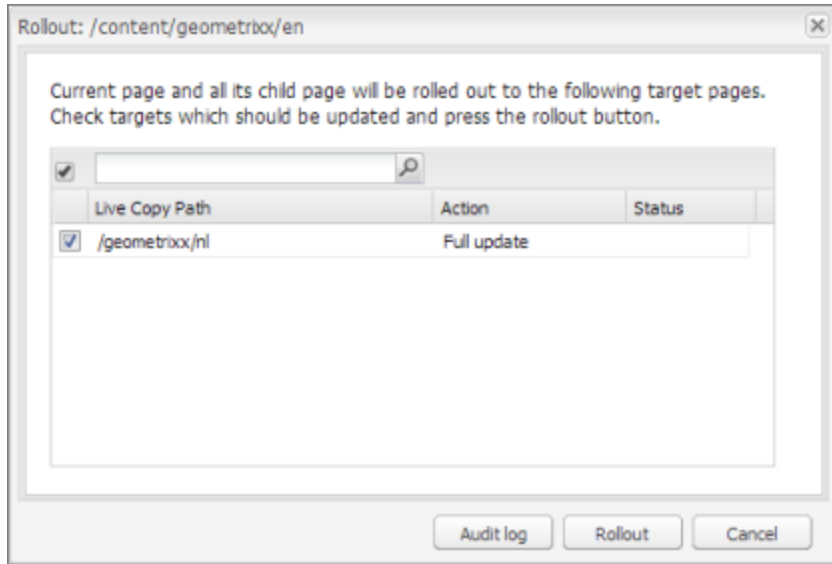 Rollout: /content/geometrixx/en
Current page and all its child page will be rolled out to the following target pages.
Check targets which should be updated and press the rollout button.
Live Copy Path Action Status
/geometrixx/nl Full update
Audit log Rollout Cancel